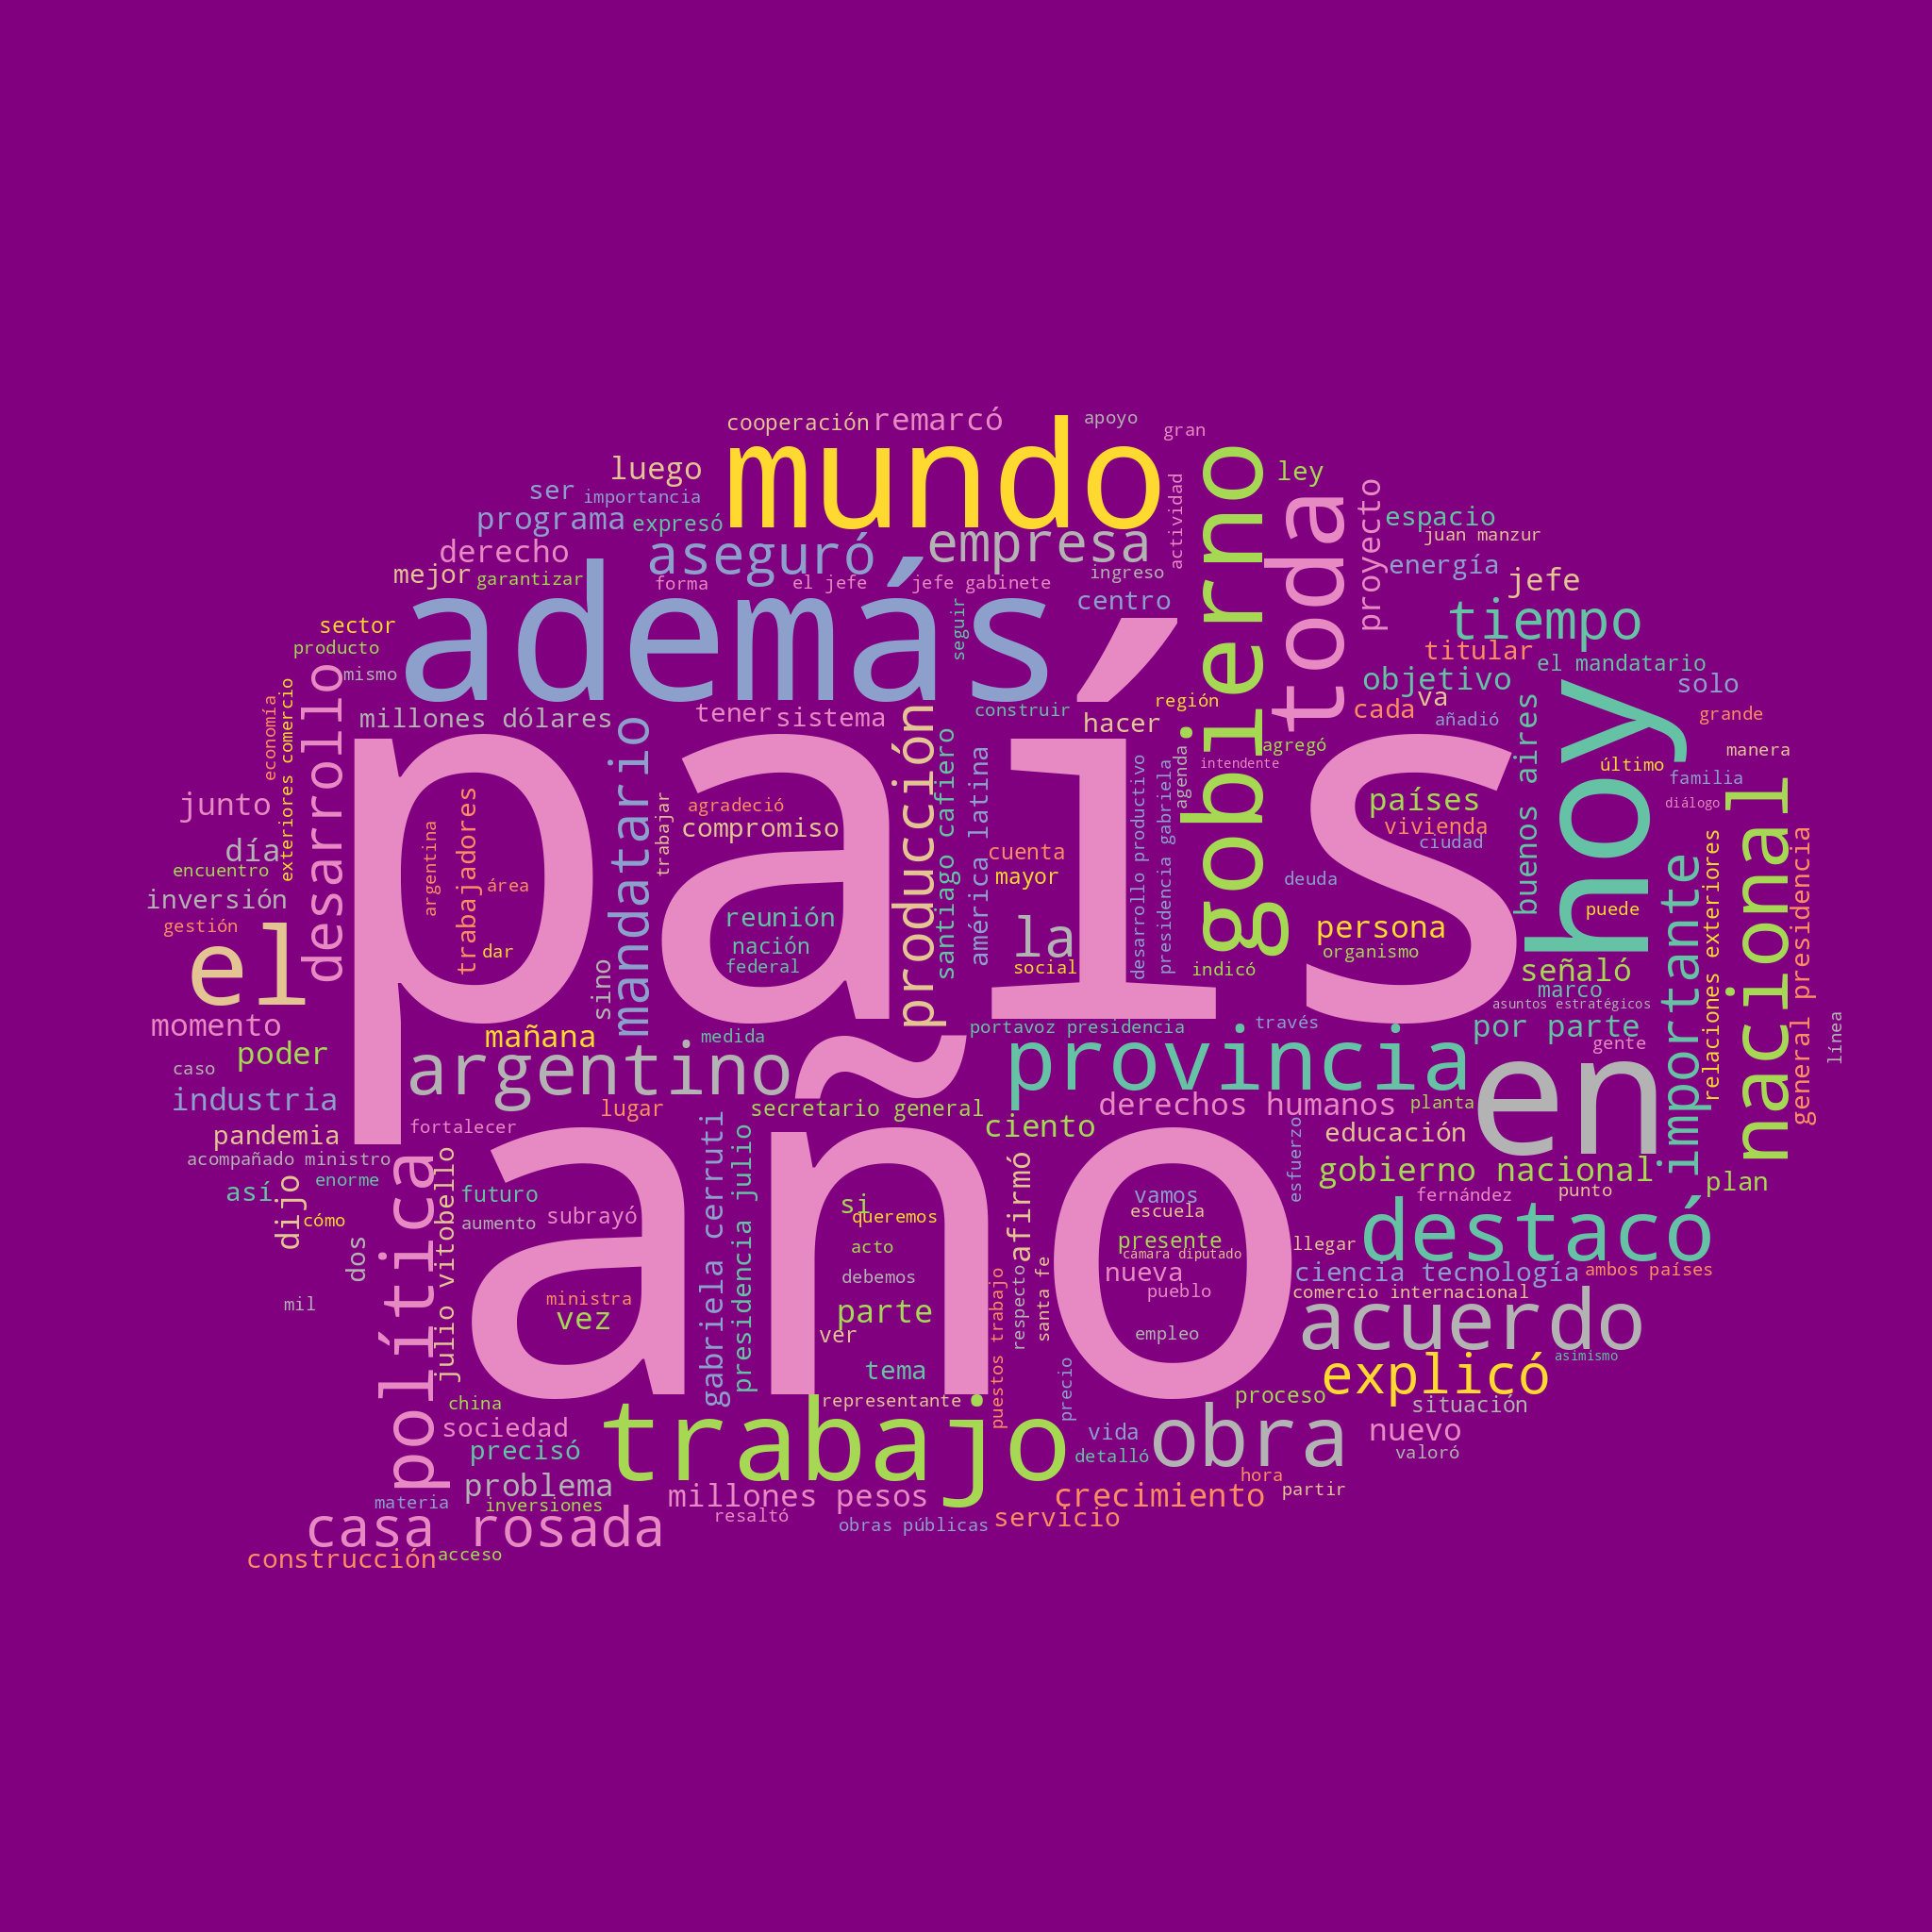 cooperación
remarcó
apoyo
gran
mundo
luego
ley
ser
importancia
actividad
gobierno
toda
proyecto
programa
expresó
espacio
juan manzur
aseguró
empresa
derecho
mejor
garantizar
forma
el jefe
jefe gabinete
ingreso
energía
jefe
además
centro
tiempo
seguir
sector
producto
mismo
titular
el mandatario
objetivo
solo
economía
exteriores comercio
desarrollo
millones dólares
tener
sistema
construir
región
hacer
cada
va
añadió
grande
mandatario
producción
santiago cafiero
américa latina
agregó
buenos aires
hoy
último
manera
país
intendente
familia
diálogo
junto
agradeció
trabajar
compromiso
desarrollo productivo
presidencia gabriela
agenda
países
vivienda
ciudad
nacional
día
encuentro
argentina
trabajadores
área
cuenta
mayor
deuda
inversión
gestión
reunión
nación
federal
la
social
persona
organismo
puede
importante
relaciones exteriores
general presidencia
el
dar
sino
indicó
señaló
marco
asuntos estratégicos
momento
mañana
medida
portavoz presidencia
través
por parte
gente
línea
poder
caso
argentino
provincia
en
industria
lugar
secretario general
derechos humanos
planta
pandemia
fortalecer
ciento
educación
acompañado ministro
enorme
año
esfuerzo
gobierno nacional
plan
así
dijo
cómo
política
julio vitobello
futuro
aumento
subrayó
gabriela cerruti
presidencia julio
si
queremos
afirmó
vamos
escuela
fernández
punto
dos
acto
presente
cámara diputado
llegar
destacó
debemos
nueva
ciencia tecnología
ambos países
mil
ministra
vez
parte
ver
puestos trabajo
respecto
santa fe
pueblo
comercio internacional
empleo
acuerdo
tema
precio
explicó
asimismo
china
representante
proceso
situación
sociedad
trabajo
vida
obra
nuevo
precisó
detalló
valoró
problema
hora
materia
inversiones
millones pesos
crecimiento
partir
casa rosada
resaltó
obras públicas
servicio
construcción
acceso